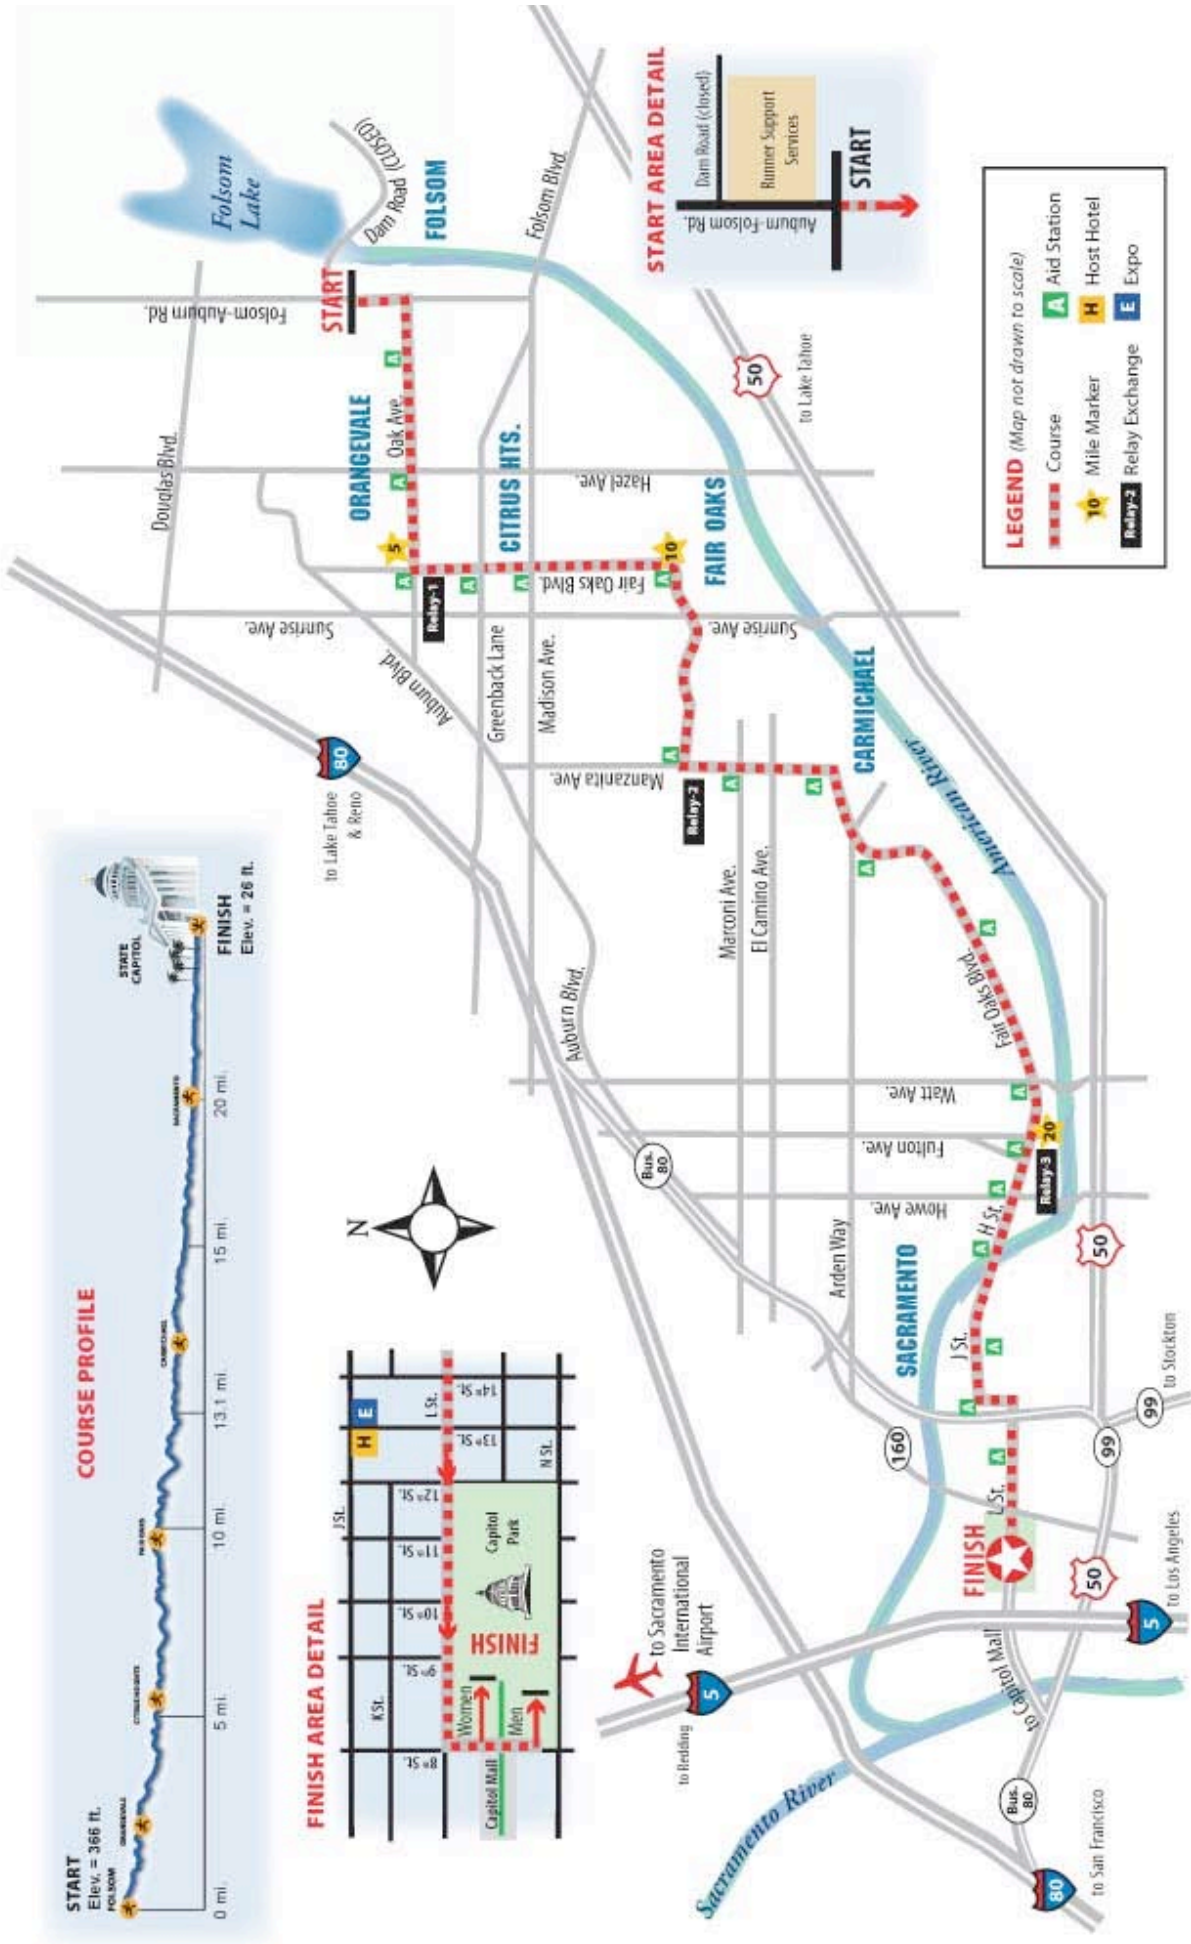 COURSE PROFILE
START
Elev. = 366 ft.
FOLSOM
ORANGEVALE
CITRUS HEIGHTS
FAIR OAKS
CARMICHAEL
SACRAMENTO
STATE
CAPITOL
FINISH
Elev. = 26 ft.
0 mi.
5 mi.
10 mi.
13.1 mi.
15 mi.
20 mi.
FINISH AREA DETAIL
J St.
K St.
L St.
N St.
8th St.
9th St.
10th St.
11th St.
12th St.
13th St.
14th St.
H
E
Women
Men
Capitol Mall
FINISH
Capitol
Park
N
Folsom
Lake
Dam Road (CLOSED)
FOLSOM
START
Folsom-Auburn Rd.
Douglas Blvd.
ORANGEVALE
Oak Ave.
A
A
Hazel Ave.
CITRUS HTS.
Folsom Blvd.
5
A
Relay-1
A
A
Fair Oaks Blvd.
A
10
FAIR OAKS
Sunrise Ave.
Sunrise Ave.
Auburn Blvd.
Greenback Lane
Madison Ave.
80
to Lake Tahoe
& Reno
Manzanita Ave.
A
Relay-2
A
A
CARMICHAEL
Marconi Ave.
El Camino Ave.
A
A
American River
Fair Oaks Blvd.
Auburn Blvd.
Watt Ave.
A
Fulton Ave.
A
20
Relay-3
Howe Ave.
A
H St.
A
Bus.
80
Arden Way
SACRAMENTO
J St.
A
A
50
to Lake Tahoe
50
99
to Stockton
99
160
A
L St.
FINISH
50
to Los Angeles
5
to Sacramento
International
Airport
5
to Redding
to Capitol Mall
Sacramento River
Bus.
80
80
to San Francisco
START AREA DETAIL
Dam Road (closed)
Auburn-Folsom Rd.
Runner Support
Services
START
LEGEND (Map not drawn to scale)
Course
A Aid Station
10 Mile Marker
H Host Hotel
Relay-2 Relay Exchange
E Expo